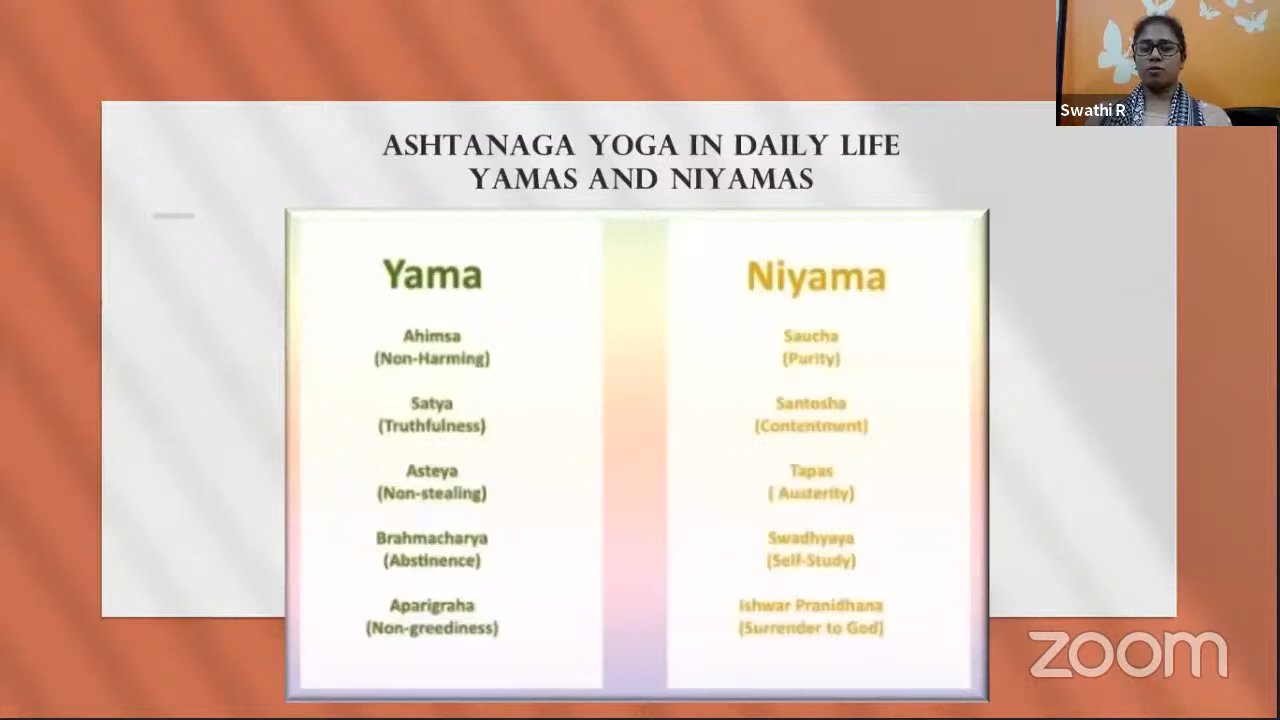 Swathi R
ASHTANAGA YOGA IN DAILY LIFE
YAMAS AND NIYAMAS
Yama
Ahimsa
(Non-Harming)
Satya
(Truthfulness)
Asteya
(Non-stealing)
Brahmacharya
(Abstinence)
Aparigraha
(Non-greediness)
Niyama
Saucha
(Purity)
Santosha
(Contentment)
Tapas
( Austerity)
Swadhyaya
(Self-Study)
Ishwar Pranidhana
(Surrender to God)
zoom